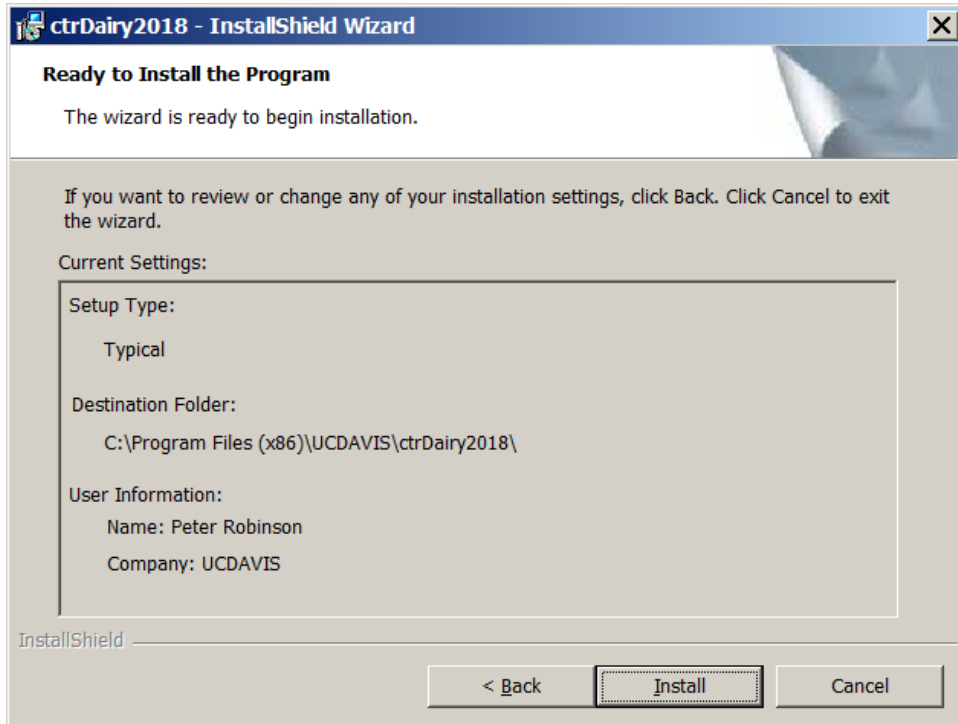 ctrDairy2018 - InstallShield Wizard
Ready to Install the Program
The wizard is ready to begin installation.
If you want to review or change any of your installation settings, click Back. Click Cancel to exit
the wizard.
Current Settings:
Setup Type:
Typical
Destination Folder:
C:\Program Files (x86)\UCDAVIS\ctrDairy2018\
User Information:
Name: Peter Robinson
Company: UCDAVIS
InstallShield
< Back
Install
Cancel